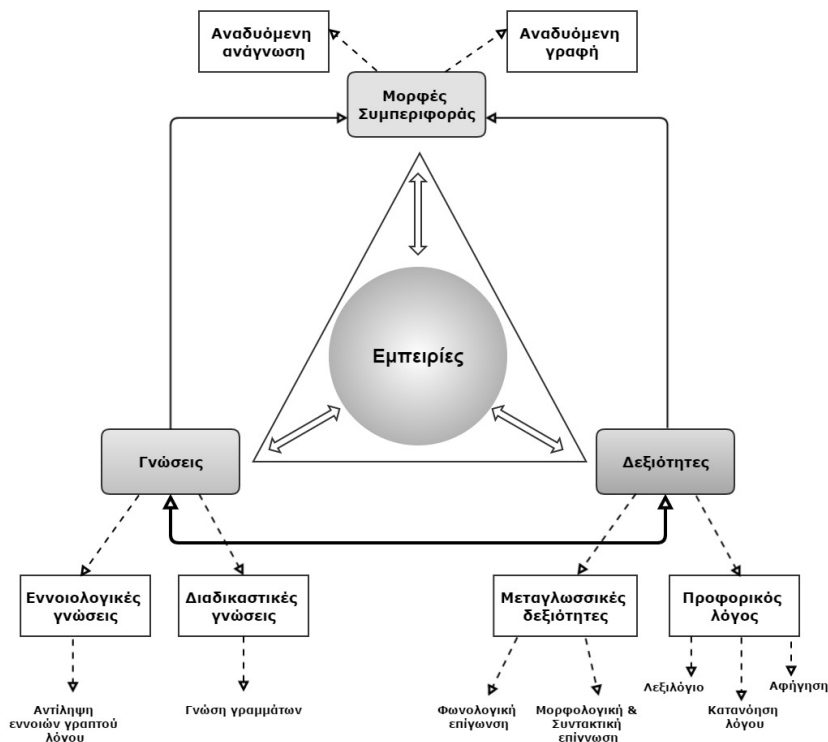 Αναδυόμενη
ανάγνωση
Αναδυόμενη
γραφή
Μορφές
Συμπεριφοράς
Εμπειρίες
Γνώσεις
Δεξιότητες
Εννοιολογικές
γνώσεις
Διαδικαστικές
γνώσεις
Μεταγλωσσικές
δεξιότητες
Προφορικός
λόγος
Αντίληψη
εννοιών γραπτού
λόγου
Γνώση γραμμάτων
Φωνολογική
επίγωνση
Μορφολογική &
Συντακτική
επίγνωση
Λεξιλόγιο
Κατανόηση
λόγου
Αφήγηση